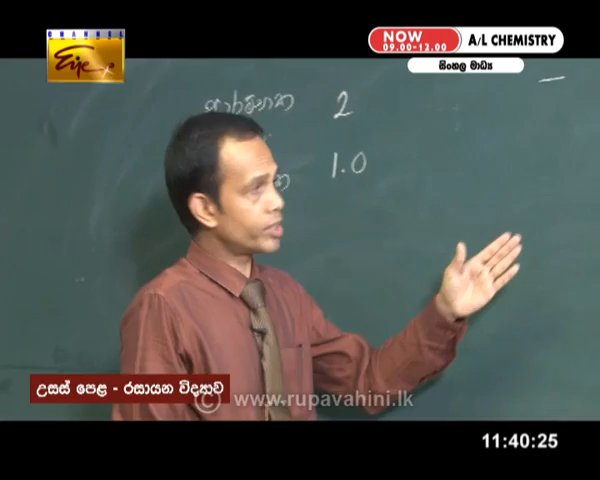 CHANNEL
Eye
NOW
09.00-12.00
A/L CHEMISTRY
සිංහල මාධ්‍ය
2
1.0
උසස් පෙළ - රසායන විද්‍යාව
© www.rupavahini.lk
11:40:25